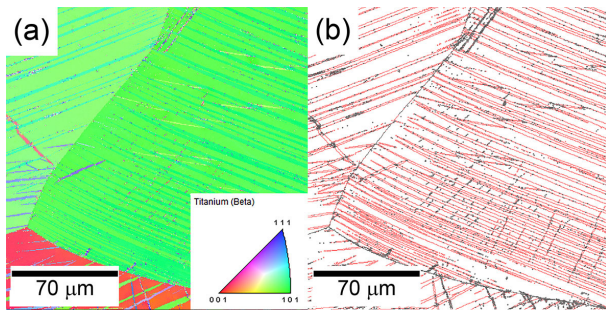 (a)
(b)
Titanium (Beta)
1 1 1
0 0 1
1 0 1
70 μm
70 μm